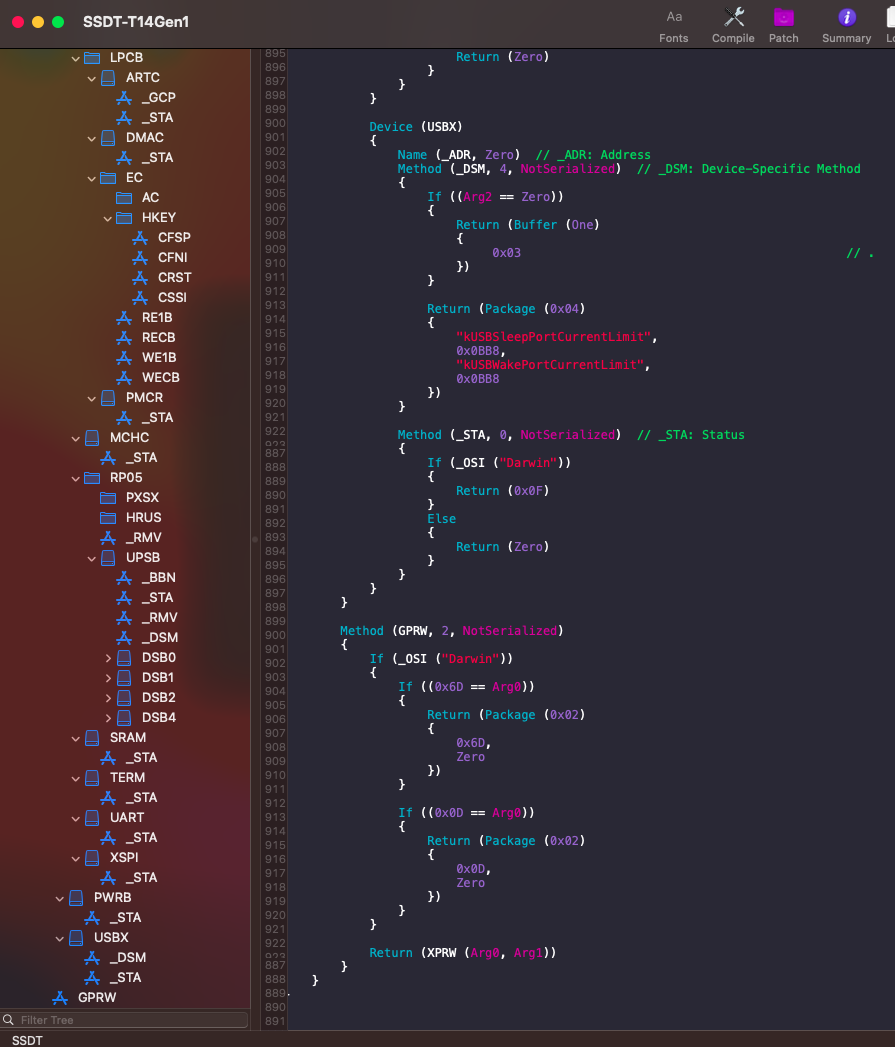 SSDT-T14Gen1
Aa
Fonts
Compile
Patch
Summary
Lo
LPCB
ARTC
_GCP
_STA
DMAC
_STA
EC
AC
HKEY
CFSP
CFNI
CRST
CSSI
RE1B
RECB
WE1B
WECB
PMCR
_STA
MCHC
_STA
RP05
PXSX
HRUS
_RMV
UPSB
_BBN
_STA
_RMV
_DSM
DSB0
DSB1
DSB2
DSB4
SRAM
_STA
TERM
_STA
UART
_STA
XSPI
_STA
PWRB
_STA
USBX
_DSM
_STA
GPRW
Filter Tree
SSDT
895
896
897
898
899
900
901
902
903
904
905
906
907
908
909
910
911
912
913
914
915
916
917
918
919
920
921
922
923
887
888
889
890
891
892
893
894
895
896
897
898
899
900
901
902
903
904
905
906
907
908
909
910
911
912
913
914
915
916
917
918
919
920
921
922
923
887
888
889
890
891
Return (Zero)
}
}
}
Device (USBX)
{
Name (_ADR, Zero)  // _ADR: Address
Method (_DSM, 4, NotSerialized)  // _DSM: Device-Specific Method
{
If ((Arg2 == Zero))
{
Return (Buffer (One)
{
0x03 // .
})
}
Return (Package (0x04)
{
"kUSBSleepPortCurrentLimit",
0x0BB8,
"kUSBWakePortCurrentLimit",
0x0BB8
})
}
Method (_STA, 0, NotSerialized)  // _STA: Status
{
If (_OSI ("Darwin"))
{
Return (0x0F)
}
Else
{
Return (Zero)
}
}
}
}
Method (GPRW, 2, NotSerialized)
{
If (_OSI ("Darwin"))
{
If ((0x6D == Arg0))
{
Return (Package (0x02)
{
0x6D,
Zero
})
}
If ((0x0D == Arg0))
{
Return (Package (0x02)
{
0x0D,
Zero
})
}
}
Return (XPRW (Arg0, Arg1))
}
}